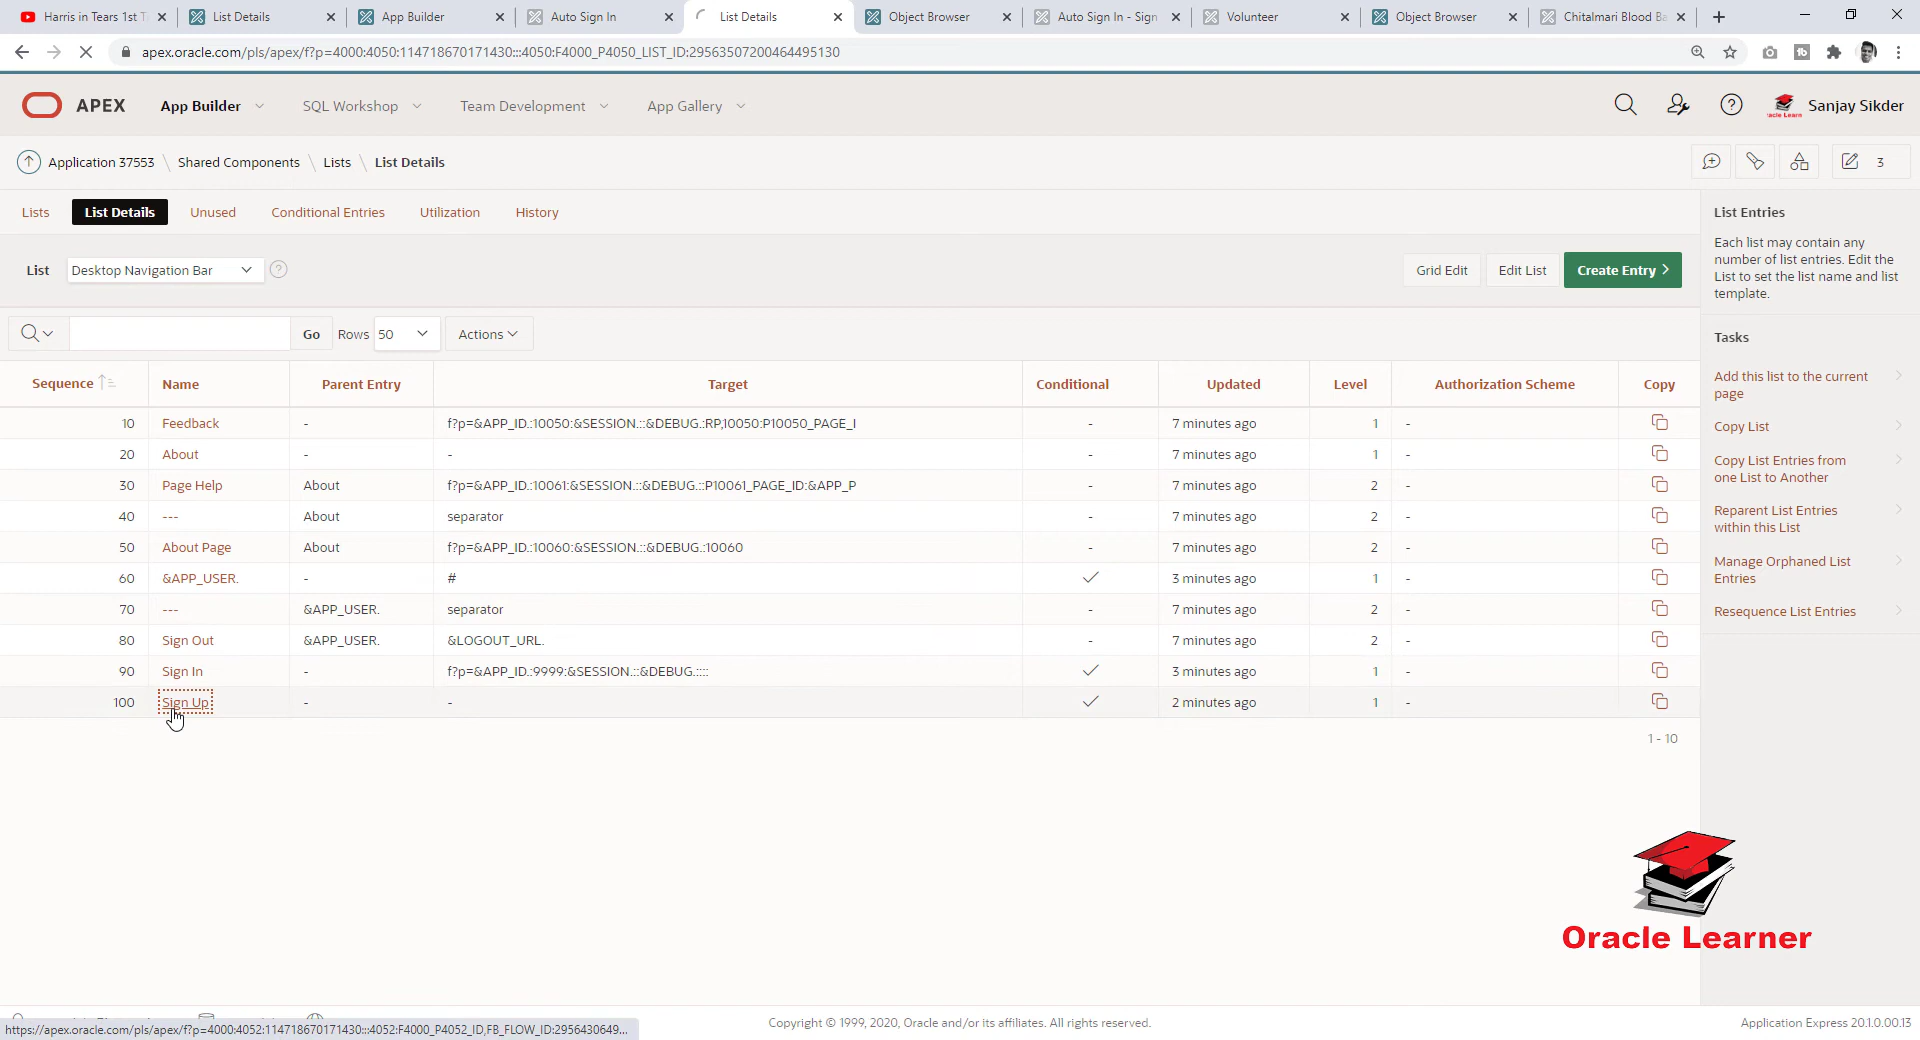 Harris in Tears 1st Ti
List Details
App Builder
Auto Sign In
List Details
Object Browser
Auto Sign In - Sign
Volunteer
Object Browser
Chitalmari Blood Ba
apex.oracle.com/pls/apex/f?p=4000:4050:114718670171430:::4050:F4000_P4050_LIST_ID:29563507200464495130
APEX
App Builder
SQL Workshop
Team Development
App Gallery
Sanjay Sikder
Application 37553 \ Shared Components \ Lists \ List Details
3
Lists
List Details
Unused
Conditional Entries
Utilization
History
List
Desktop Navigation Bar
Grid Edit
Edit List
Create Entry
Go
Rows
50
Actions
Sequence Name Parent Entry Target Conditional Updated Level Authorization Scheme Copy
10 Feedback - f?p=&APP_ID.:10050:&SESSION.::&DEBUG.:RP,10050:P10050_PAGE_I - 7 minutes ago 1 -
20 About - - - 7 minutes ago 1 -
30 Page Help About f?p=&APP_ID.:10061:&SESSION.::&DEBUG.::P10061_PAGE_ID:&APP_P - 7 minutes ago 2 -
40 --- About separator - 7 minutes ago 2 -
50 About Page About f?p=&APP_ID.:10060:&SESSION.::&DEBUG.:10060 - 7 minutes ago 2 -
60 &APP_USER. - # 3 minutes ago 1 -
70 --- &APP_USER. separator - 7 minutes ago 2 -
80 Sign Out &APP_USER. &LOGOUT_URL. - 7 minutes ago 2 -
90 Sign In - f?p=&APP_ID.:9999:&SESSION.::&DEBUG.:::: 3 minutes ago 1 -
100 Sign Up - - 2 minutes ago 1 -
1 - 10
List Entries
Each list may contain any
number of list entries. Edit the
List to set the list name and list
template.
Tasks
Add this list to the current
page
Copy List
Copy List Entries from
one List to Another
Reparent List Entries
within this List
Manage Orphaned List
Entries
Resequence List Entries
Oracle Learner
https://apex.oracle.com/pls/apex/f?p=4000:4052:114718670171430:::4052:F4000_P4052_ID,FB_FLOW_ID:2956430649...
Copyright © 1999, 2020, Oracle and/or its affiliates. All rights reserved.
Application Express 20.1.0.00.13